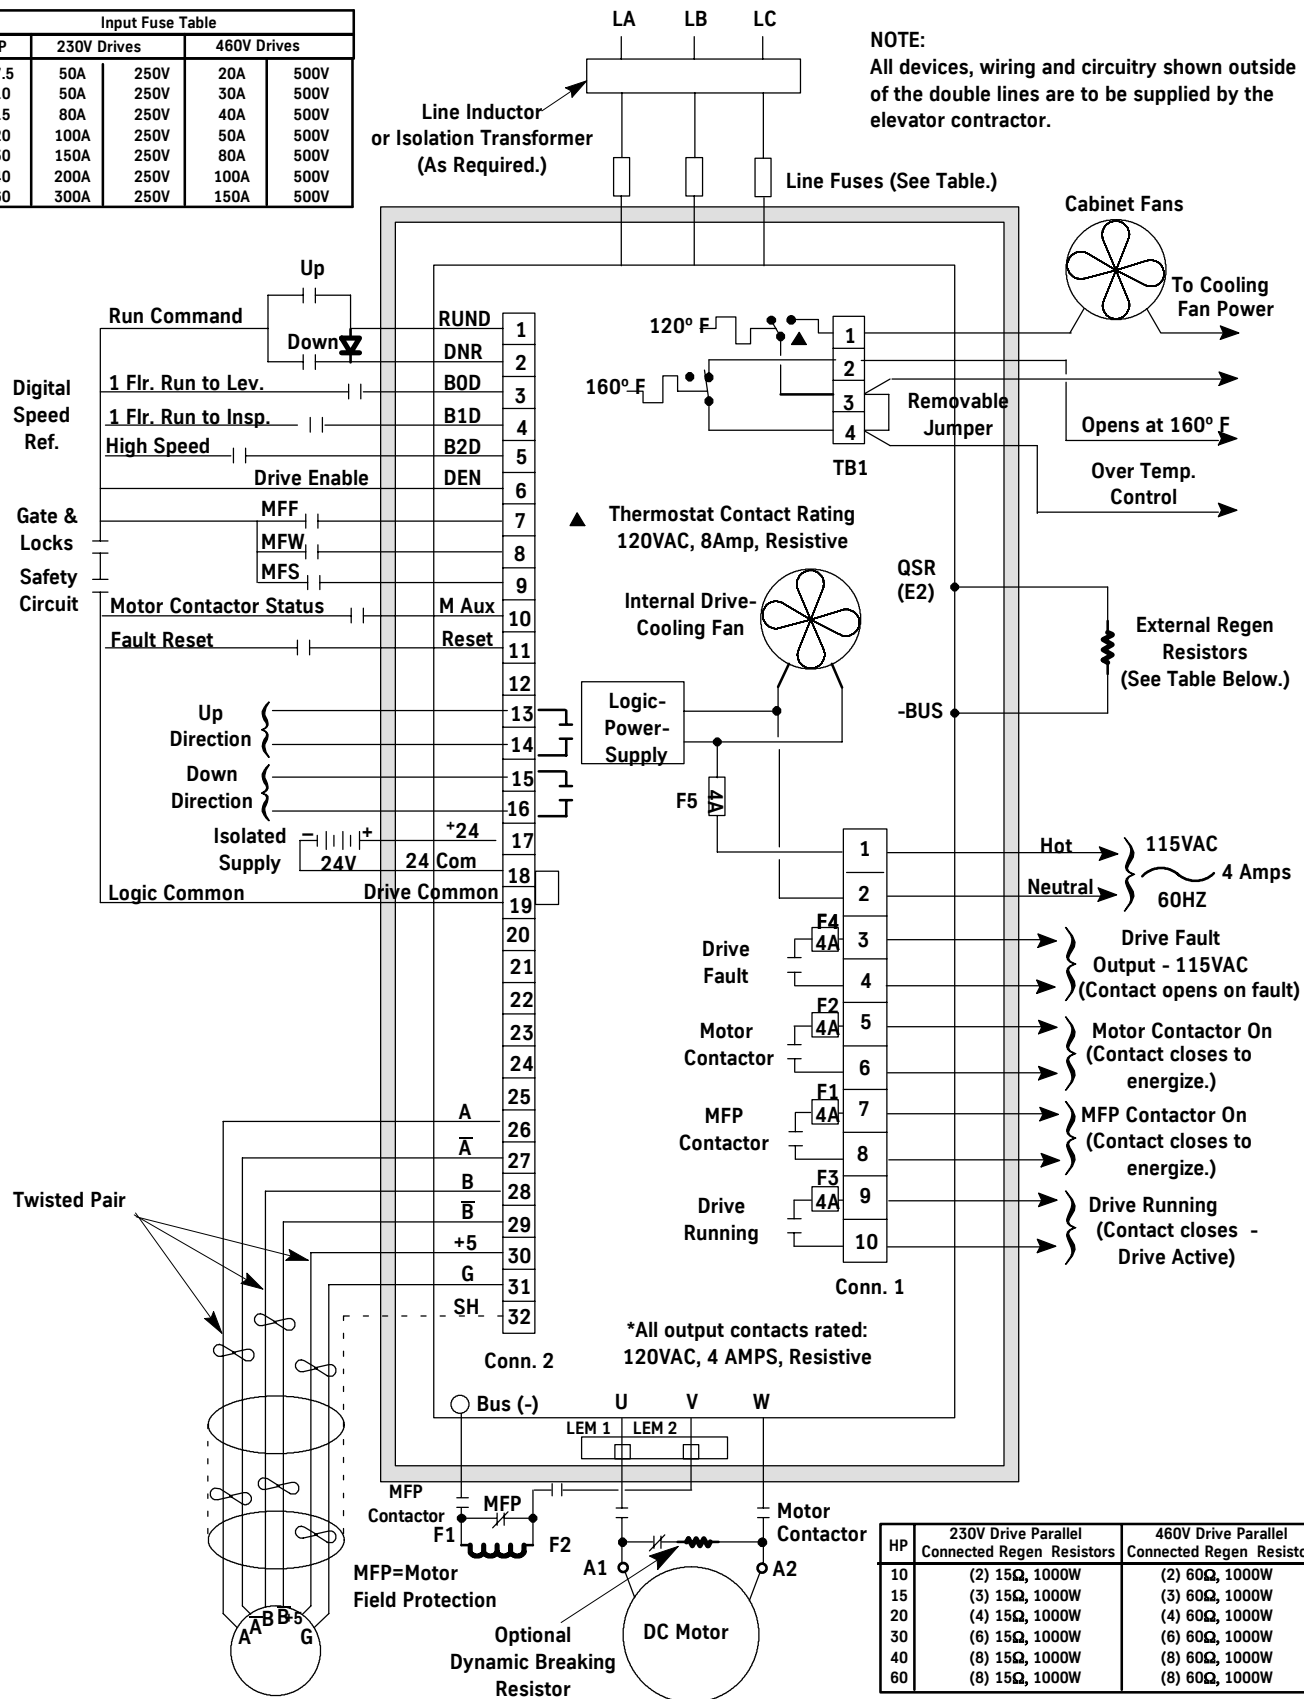 Input Fuse Table
P 230V Drives 460V Drives
.5 50A 250V 20A 500V
0 50A 250V 30A 500V
5 80A 250V 40A 500V
0 100A 250V 50A 500V
0 150A 250V 80A 500V
0 200A 250V 100A 500V
0 300A 250V 150A 500V
LA LB LC
NOTE:
All devices, wiring and circuitry shown outside
of the double lines are to be supplied by the
elevator contractor.
Line Inductor
or Isolation Transformer
(As Required.)
Line Fuses (See Table.)
Cabinet Fans
To Cooling
Fan Power
Up
Run Command
Down
RUND 1
DNR 2
Digital
Speed
Ref.
1 Flr. Run to Lev. B0D 3
1 Flr. Run to Insp. B1D 4
High Speed B2D 5
Drive Enable DEN 6
Gate &
Locks
Safety
Circuit
MFF 7
MFW 8
MFS 9
Motor Contactor Status M Aux 10
Fault Reset Reset 11
12
Up
Direction
13
14
Down
Direction
15
16
Isolated
Supply
- + 24V
+24 17
24 Com 18
Logic Common Drive Common 19
20
21
22
23
24
25
A 26
A̅ 27
B 28
B̅ 29
+5 30
G 31
SH 32
Conn. 2
120º F
160º F
1
2
3
4
TB1
Removable
Jumper
Opens at 160º F
Over Temp.
Control
▲ Thermostat Contact Rating
120VAC, 8Amp, Resistive
Internal Drive-
Cooling Fan
Logic-
Power-
Supply
F5 4A
QSR
(E2)
-BUS
External Regen
Resistors
(See Table Below.)
1 Hot
2 Neutral
115VAC
4 Amps
60HZ
Drive
Fault
F4
4A 3
4
Drive Fault
Output - 115VAC
(Contact opens on fault)
Motor
Contactor
F2
4A 5
6
Motor Contactor On
(Contact closes to
energize.)
MFP
Contactor
F1
4A 7
8
MFP Contactor On
(Contact closes to
energize.)
Drive
Running
F3
4A 9
10
Drive Running
(Contact closes -
Drive Active)
Conn. 1
*All output contacts rated:
120VAC, 4 AMPS, Resistive
Twisted Pair
Bus (-) U V W
LEM 1 LEM 2
MFP
Contactor
MFP
F1 F2
MFP=Motor
Field Protection
Motor
Contactor
A1 A2
DC Motor
Optional
Dynamic Breaking
Resistor
A A̅ B B̅ +5 G
HP 230V Drive Parallel 460V Drive Parallel
Connected Regen Resistors Connected Regen Resisto
10 (2) 15Ω, 1000W (2) 60Ω, 1000W
15 (3) 15Ω, 1000W (3) 60Ω, 1000W
20 (4) 15Ω, 1000W (4) 60Ω, 1000W
30 (6) 15Ω, 1000W (6) 60Ω, 1000W
40 (8) 15Ω, 1000W (8) 60Ω, 1000W
60 (8) 15Ω, 1000W (8) 60Ω, 1000W